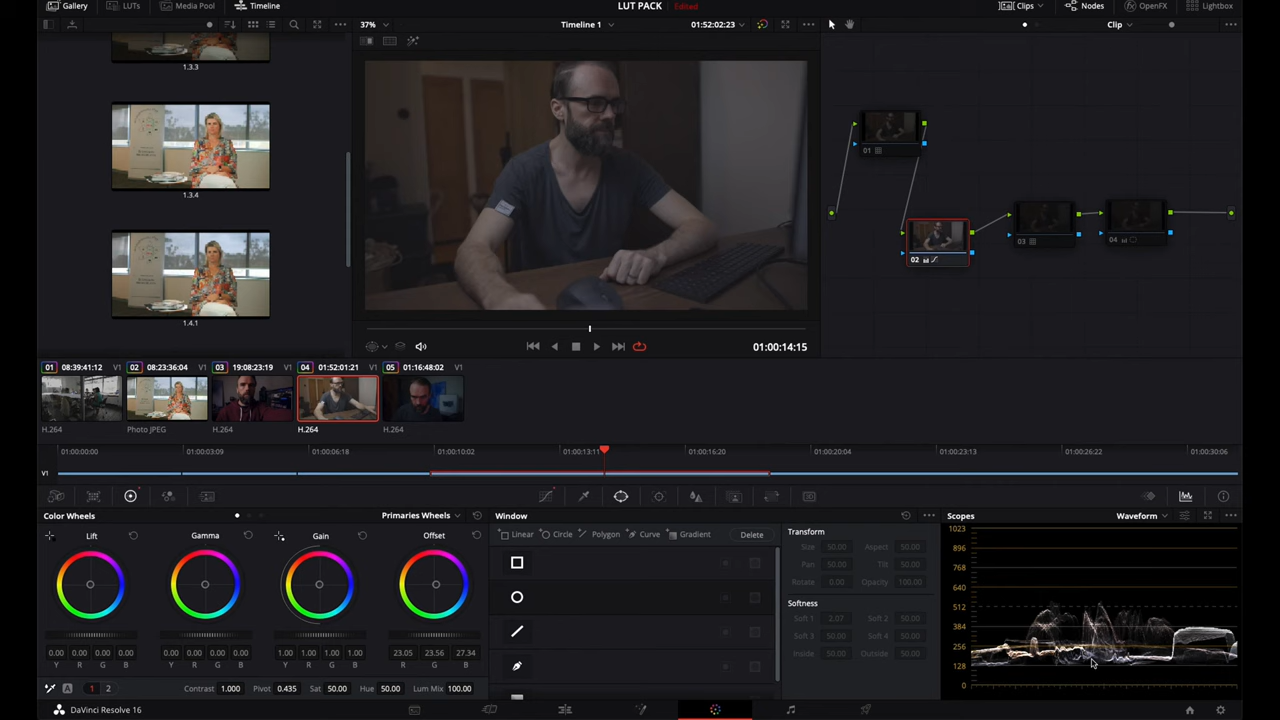 Gallery LUTs Media Pool Timeline LUT PACK Edited Clips Nodes OpenFX Lightbox
37% Timeline 1 01:52:02:23 Clip
1.3.3
1.3.4
1.4.1
01 02 03 04
01:00:14:15
01 08:39:41:12 V1 02 08:23:36:04 V1 03 19:08:23:19 V1 04 01:52:01:21 V1 05 01:16:48:02 V1
H.264 Photo JPEG H.264 H.264 H.264
01:00:00:00 01:00:03:09 01:00:06:18 01:00:10:02 01:00:13:11 01:00:16:20 01:00:20:04 01:00:23:13 01:00:26:22 01:00:30:06
V1
Color Wheels Primaries Wheels Window Scopes Waveform
Lift Gamma Gain Offset
Linear Circle Polygon Curve Gradient Delete
Transform
Size 50.00 Aspect 50.00
Pan 50.00 Tilt 50.00
Rotate 0.00 Opacity 100.00
Softness
Soft 1 2.07 Soft 2 50.00
Soft 3 50.00 Soft 4 50.00
Inside 50.00 Outside 50.00
1023
896
768
640
512
384
256
128
0
0.00 0.00 0.00 0.00 0.00 0.00 0.00 0.00 1.00 1.00 1.00 1.00 23.05 23.56 27.34
Y R G B Y R G B Y R G B R G B
A 1 2 Contrast 1.000 Pivot 0.435 Sat 50.00 Hue 50.00 Lum Mix 100.00
DaVinci Resolve 16